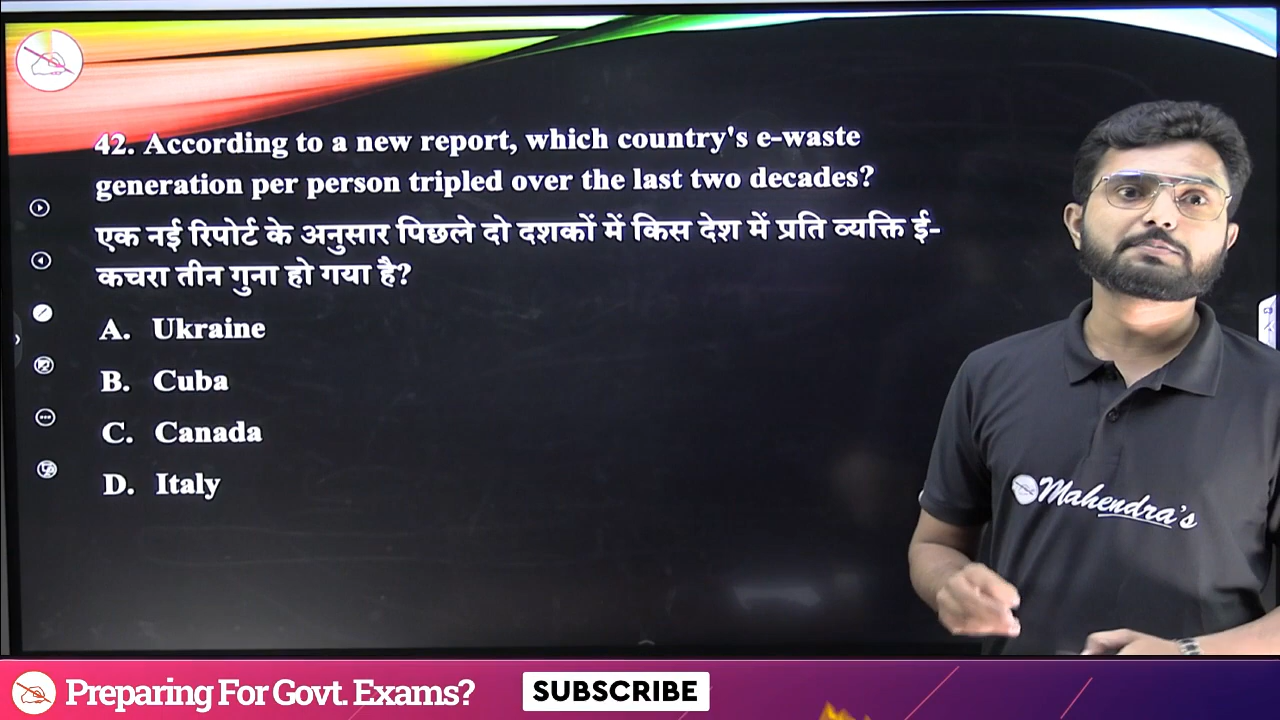 42. According to a new report, which country's e-waste
generation per person tripled over the last two decades?
एक नई रिपोर्ट के अनुसार पिछले दो दशकों में किस देश में प्रति व्यक्ति ई-
कचरा तीन गुना हो गया है?
A. Ukraine
B. Cuba
C. Canada
D. Italy
Mahendra's
Preparing For Govt. Exams?
SUBSCRIBE